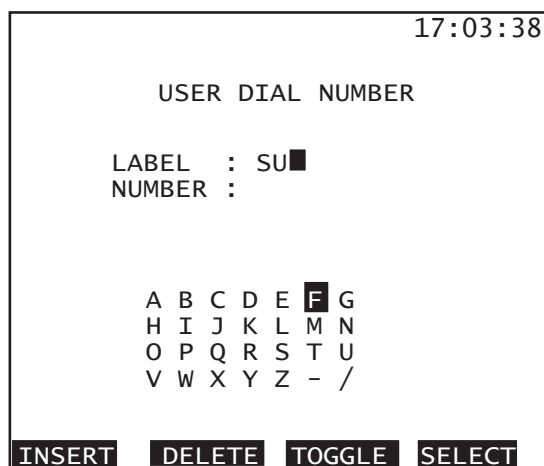 17:03:38
USER DIAL NUMBER
LABEL : SU
NUMBER :
A B C D E F G
H I J K L M N
O P Q R S T U
V W X Y Z - /
INSERT DELETE TOGGLE SELECT